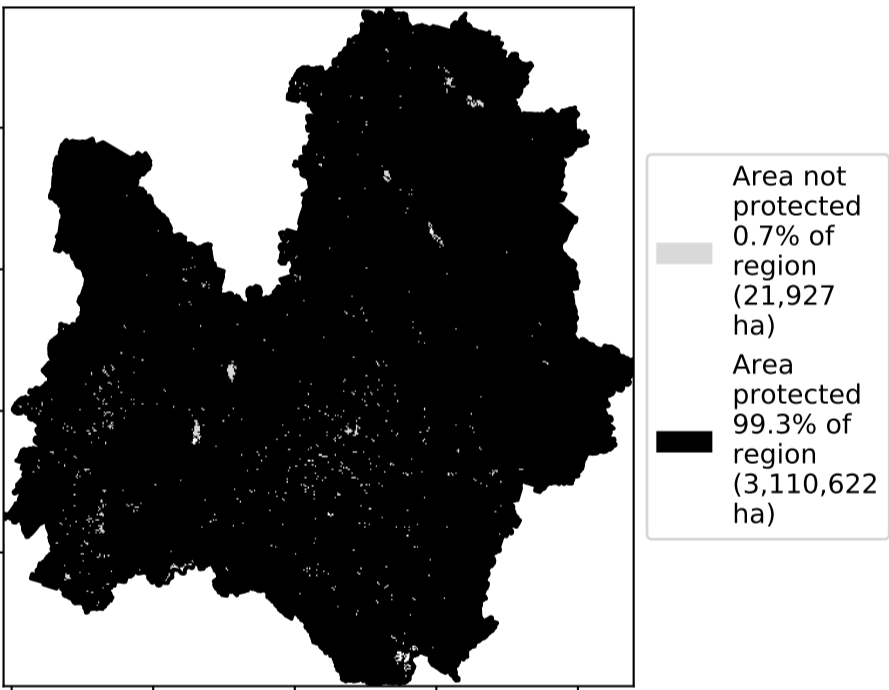 Area not
protected
0.7% of
region
(21,927
ha)
Area
protected
99.3% of
region
(3,110,622
ha)